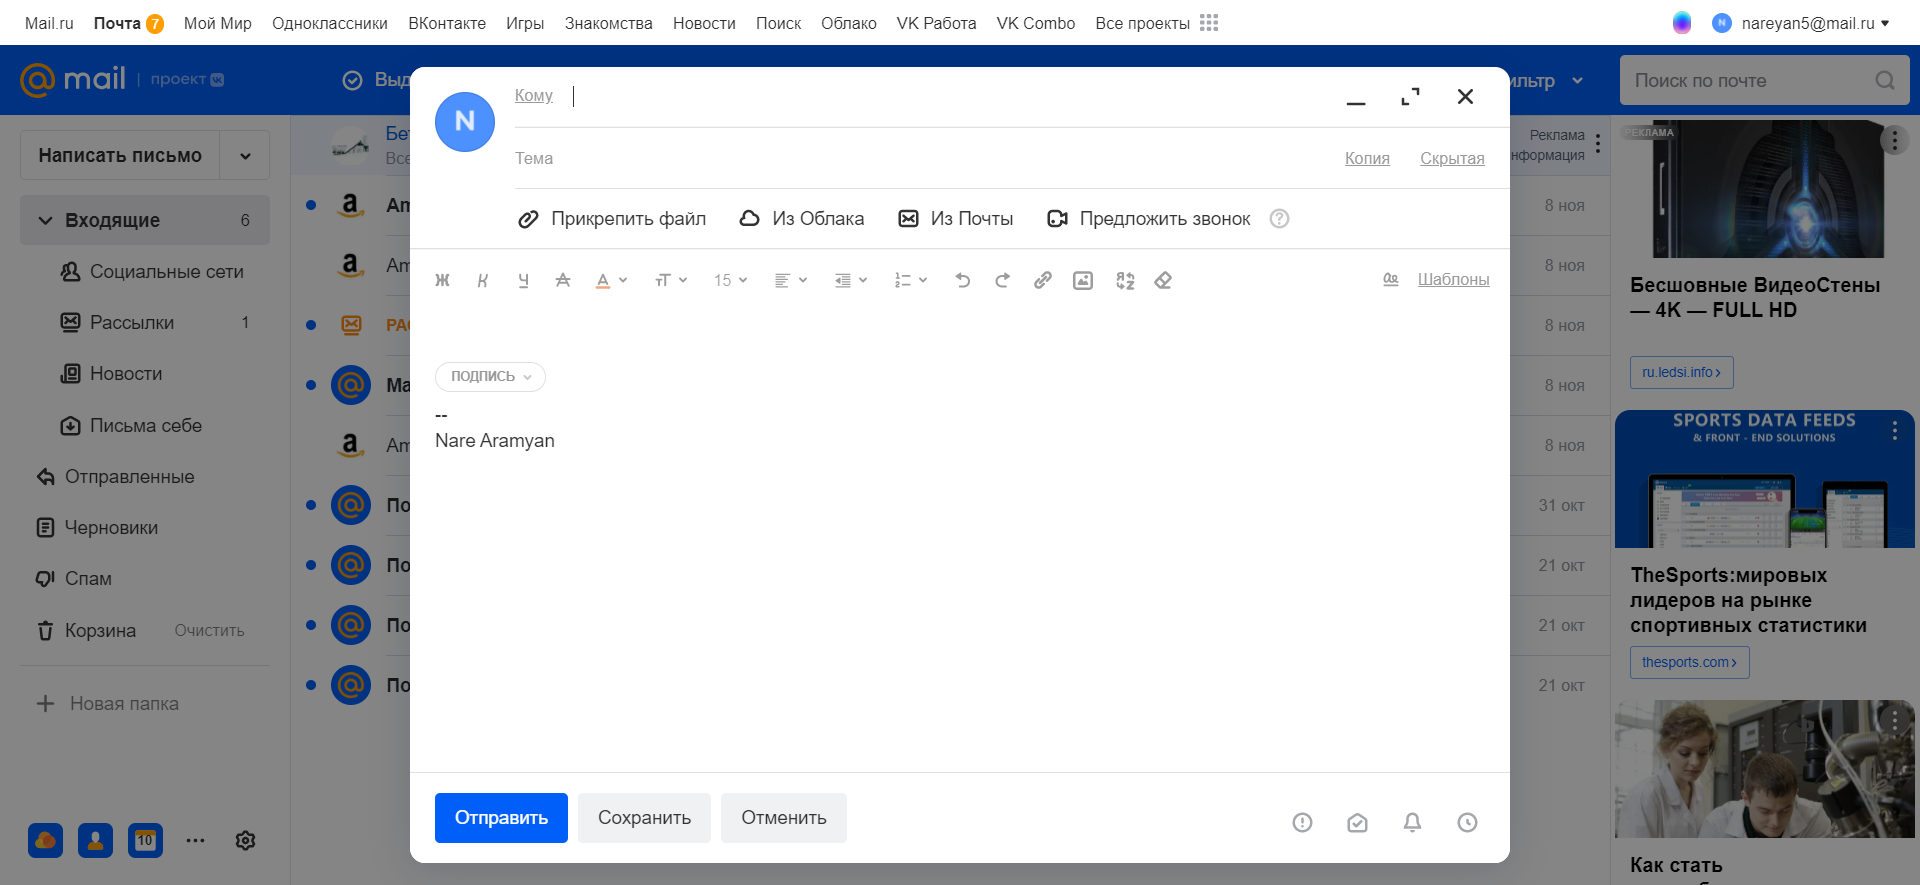 Mail.ru Почта 7 Мой Мир Одноклассники ВКонтакте Игры Знакомства Новости Поиск Облако VK Работа VK Combo Все проекты N nareyan5@mail.ru
@mail проект Выд ильтр Поиск по почте
Написать письмо
Входящие 6
Социальные сети
Рассылки 1
Новости
Письма себе
Отправленные
Черновики
Спам
Корзина Очистить
Новая папка
10
Бет
Все
Реклама
нформация
Am 8 ноя
Am 8 ноя
РАС 8 ноя
Ма 8 ноя
Am 8 ноя
По 31 окт
По 21 окт
По 21 окт
По 21 окт
N
Кому
Тема Копия Скрытая
Прикрепить файл Из Облака Из Почты Предложить звонок ?
Ж К Ч А А тТ 15 Шаблоны
ПОДПИСЬ
--
Nare Aramyan
Отправить Сохранить Отменить
РЕКЛАМА
Бесшовные ВидеоСтены
— 4K — FULL HD
ru.ledsi.info
SPORTS DATA FEEDS
& FRONT - END SOLUTIONS
TheSports:мировых
лидеров на рынке
спортивных статистики
thesports.com
Как стать